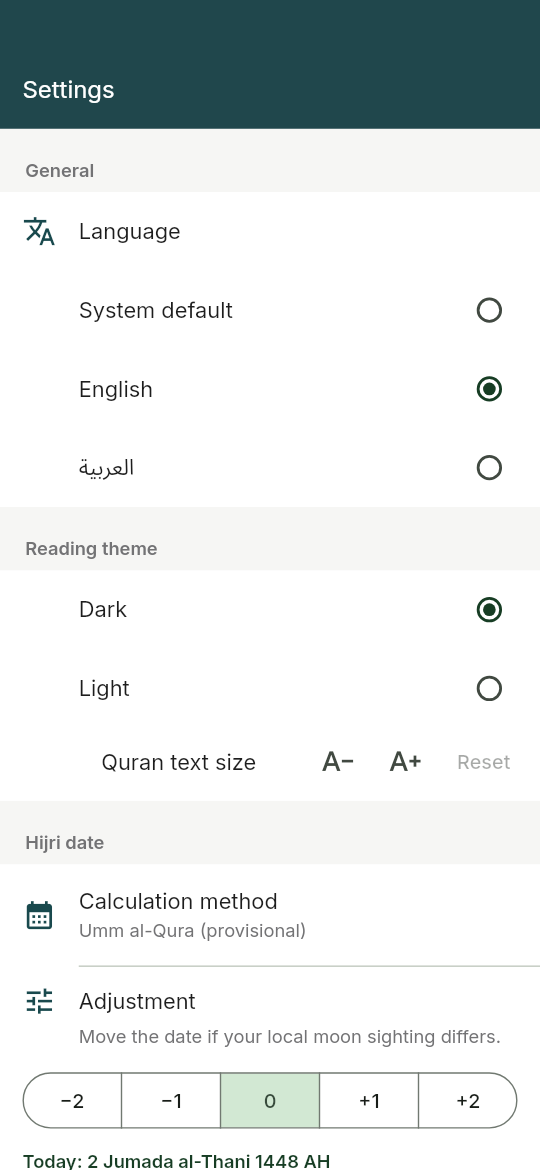 Settings
General
Language
System default
English
العربية
Reading theme
Dark
Light
Quran text size A− A+ Reset
Hijri date
Calculation method
Umm al-Qura (provisional)
Adjustment
Move the date if your local moon sighting differs.
−2 −1 0 +1 +2
Today: 2 Jumada al-Thani 1448 AH